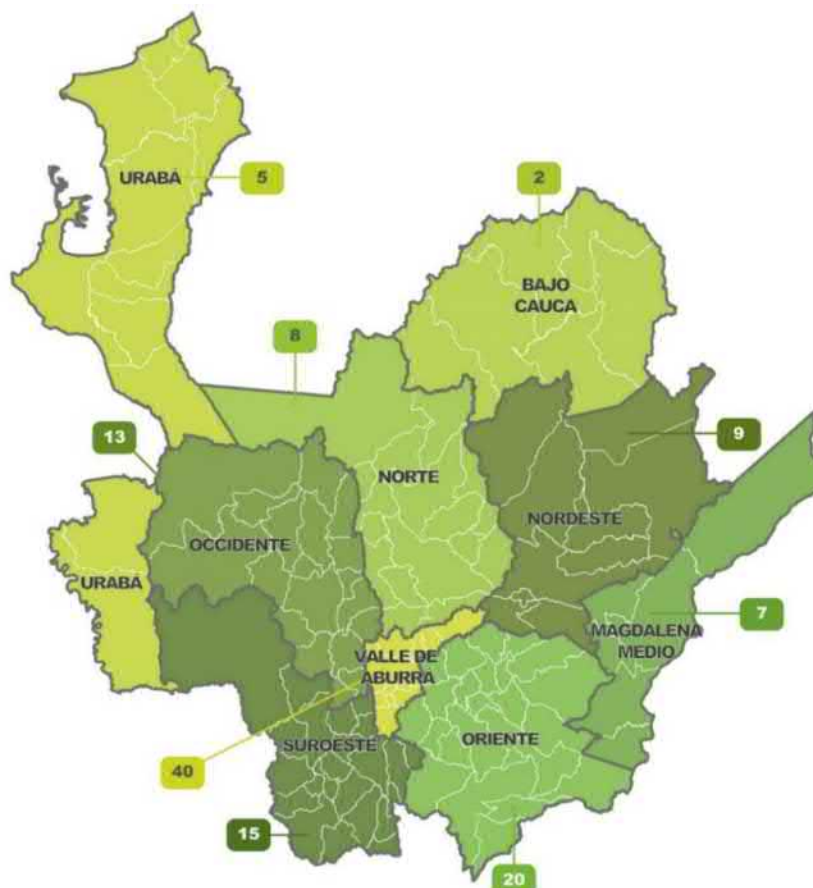 URABÁ
5
2
BAJO
CAUCA
8
13
9
NORTE
NORDESTE
OCCIDENTE
URABÁ
7
MAGDALENA
MEDIO
VALLE DE
ABURRA
SUROESTE
ORIENTE
40
15
20